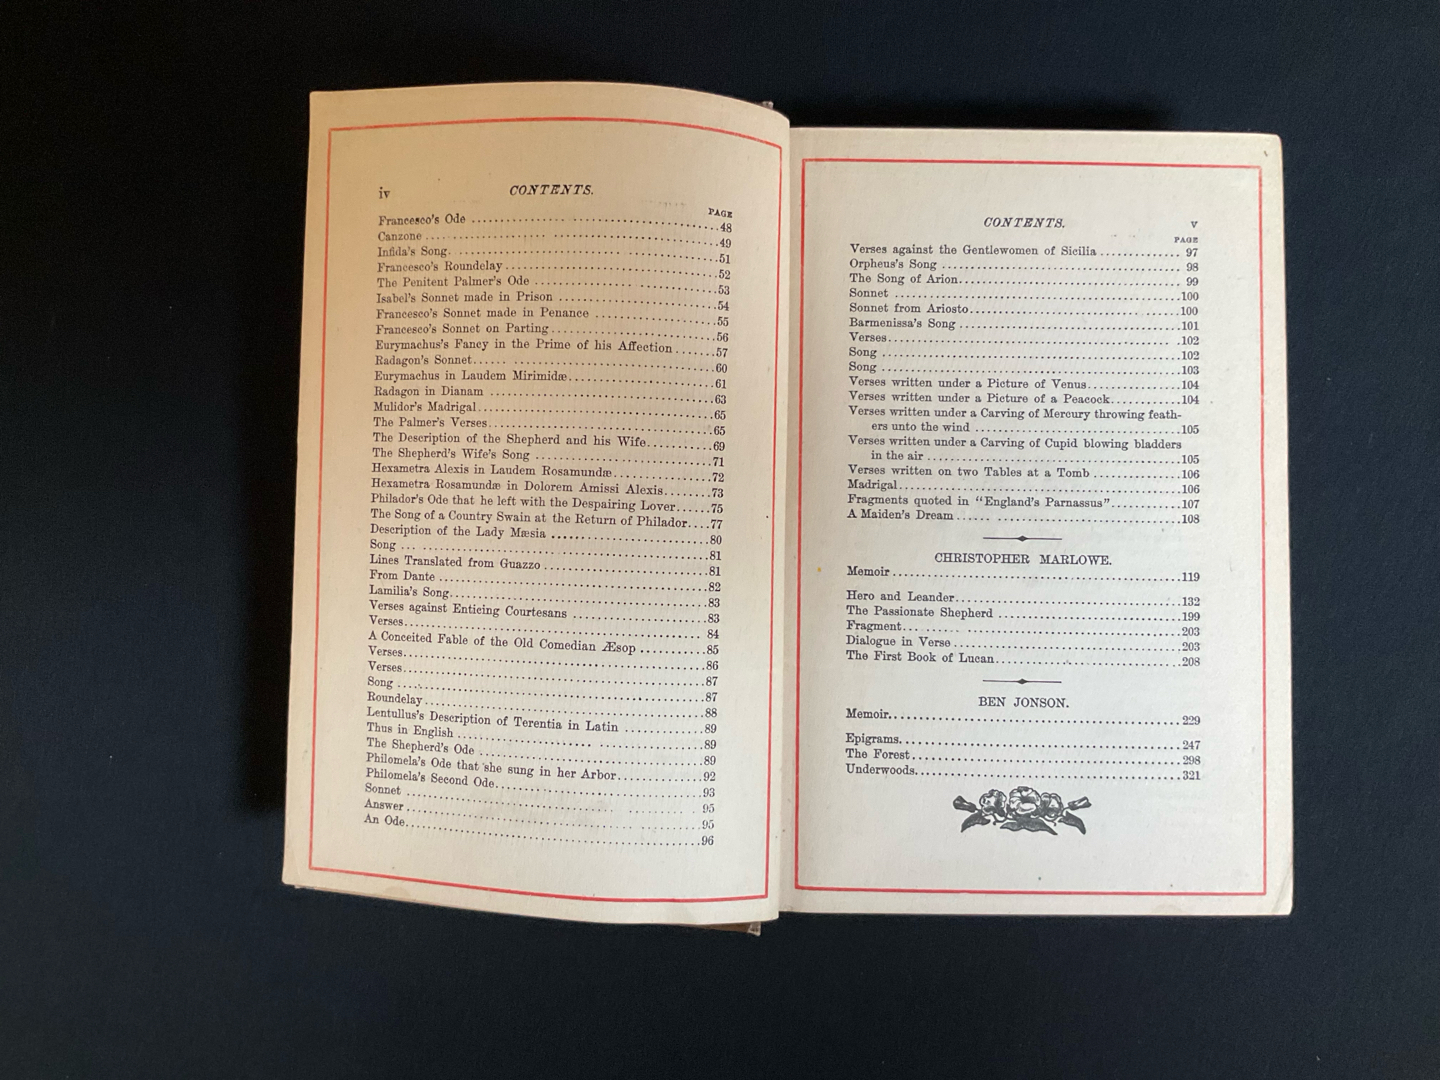 iv CONTENTS.
PAGE
Francesco's Ode ........ 48
Canzone ........ 49
Infida's Song. ........ 51
Francesco's Roundelay ........ 52
The Penitent Palmer's Ode ........ 53
Isabel's Sonnet made in Prison ........ 54
Francesco's Sonnet made in Penance ........ 55
Francesco's Sonnet on Parting ........ 56
Eurymachus's Fancy in the Prime of his Affection ........ 57
Radagon's Sonnet ........ 60
Eurymachus in Laudem Mirimidæ ........ 61
Radagon in Dianam ........ 63
Mulidor's Madrigal ........ 65
The Palmer's Verses ........ 65
The Description of the Shepherd and his Wife ........ 69
The Shepherd's Wife's Song ........ 71
Hexametra Alexis in Laudem Rosamundæ ........ 72
Hexametra Rosamundæ in Dolorem Amissi Alexis ........ 73
Philador's Ode that he left with the Despairing Lover ........ 75
The Song of a Country Swain at the Return of Philador ........ 77
Description of the Lady Mæsia ........ 80
Song ........ 81
Lines Translated from Guazzo ........ 81
From Dante ........ 82
Lamilia's Song ........ 83
Verses against Enticing Courtesans ........ 83
Verses ........ 84
A Conceited Fable of the Old Comedian Æsop ........ 85
Verses ........ 86
Verses ........ 87
Song ........ 87
Roundelay ........ 88
Lentullus's Description of Terentia in Latin ........ 89
Thus in English ........ 89
The Shepherd's Ode ........ 89
Philomela's Ode that she sung in her Arbor ........ 92
Philomela's Second Ode ........ 93
Sonnet ........ 95
Answer ........ 95
An Ode ........ 96
CONTENTS. v
PAGE
Verses against the Gentlewomen of Sicilia ........ 97
Orpheus's Song ........ 98
The Song of Arion ........ 99
Sonnet ........ 100
Sonnet from Ariosto ........ 100
Barmenissa's Song ........ 101
Verses ........ 102
Song ........ 102
Song ........ 103
Verses written under a Picture of Venus ........ 104
Verses written under a Picture of a Peacock ........ 104
Verses written under a Carving of Mercury throwing feath-
ers unto the wind ........ 105
Verses written under a Carving of Cupid blowing bladders
in the air ........ 105
Verses written on two Tables at a Tomb ........ 106
Madrigal ........ 106
Fragments quoted in "England's Parnassus" ........ 107
A Maiden's Dream ........ 108
CHRISTOPHER MARLOWE.
Memoir ........ 119
Hero and Leander ........ 132
The Passionate Shepherd ........ 199
Fragment ........ 203
Dialogue in Verse ........ 203
The First Book of Lucan ........ 208
BEN JONSON.
Memoir ........ 229
Epigrams ........ 247
The Forest ........ 298
Underwoods ........ 321